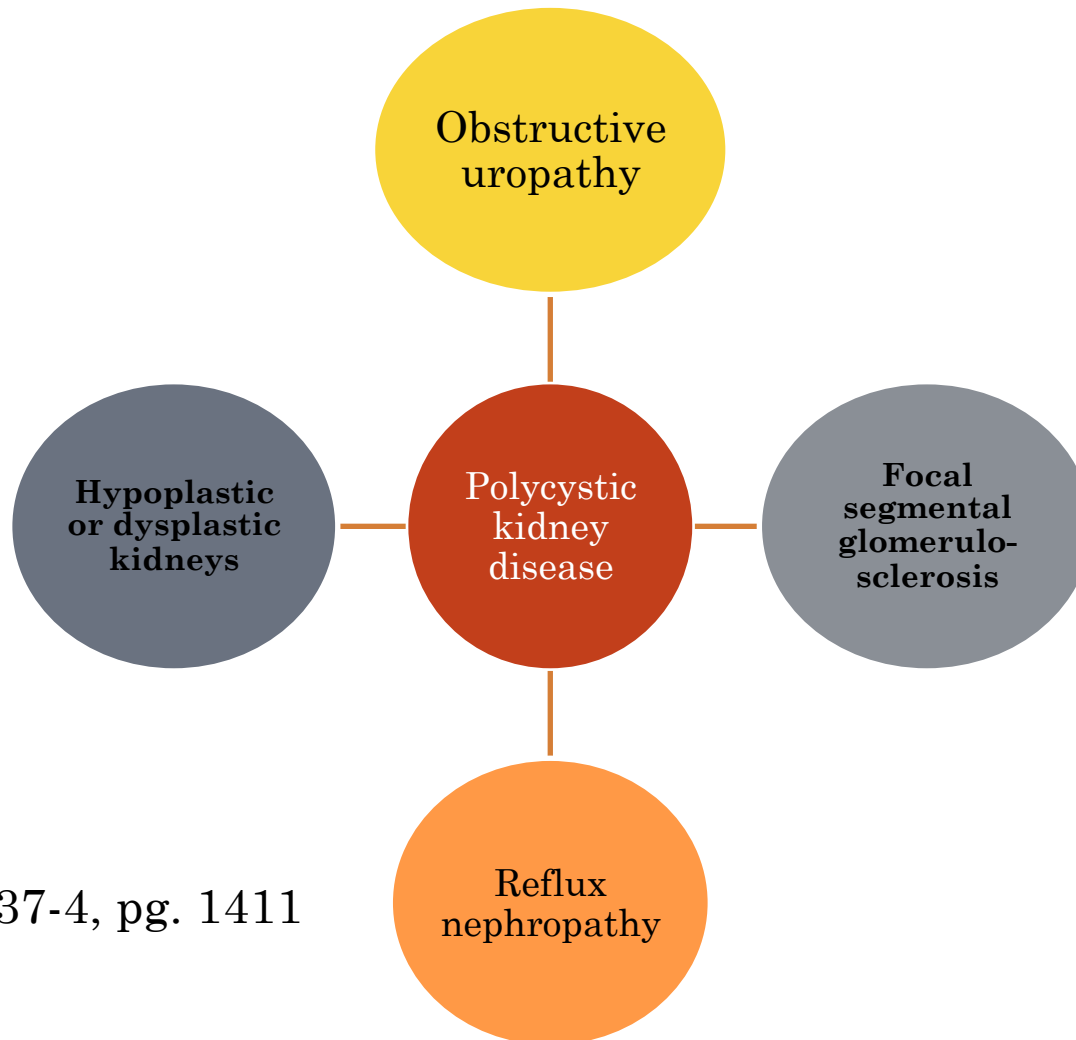 Obstructive
uropathy
Hypoplastic
or dysplastic
kidneys
Polycystic
kidney
disease
Focal
segmental
glomerulo-
sclerosis
Reflux
nephropathy
37-4, pg. 1411